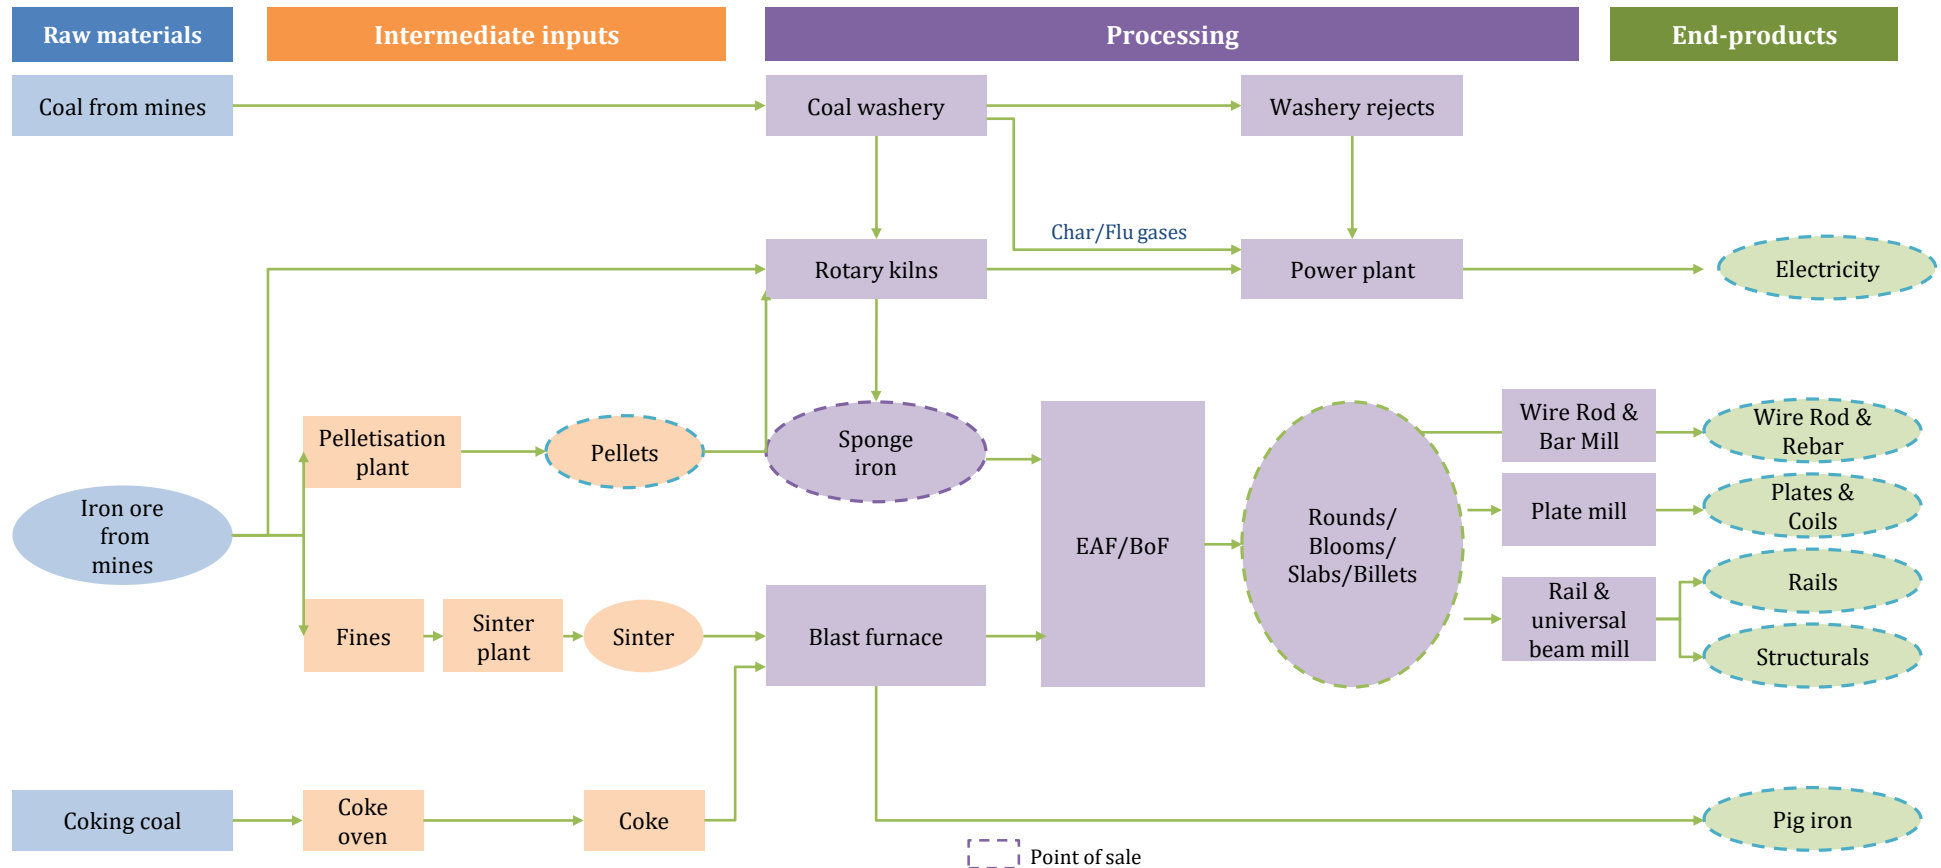 Raw materials
Intermediate inputs
Processing
End-products
Coal from mines
Coal washery
Washery rejects
Char/Flu gases
Rotary kilns
Power plant
Electricity
Pelletisation
plant
Pellets
Sponge
iron
Wire Rod &
Bar Mill
Wire Rod &
Rebar
Iron ore
from
mines
EAF/BoF
Rounds/
Blooms/
Slabs/Billets
Plate mill
Plates &
Coils
Rails
Fines
Sinter
plant
Sinter
Blast furnace
Rail &
universal
beam mill
Structurals
Coking coal
Coke
oven
Coke
Pig iron
Point of sale